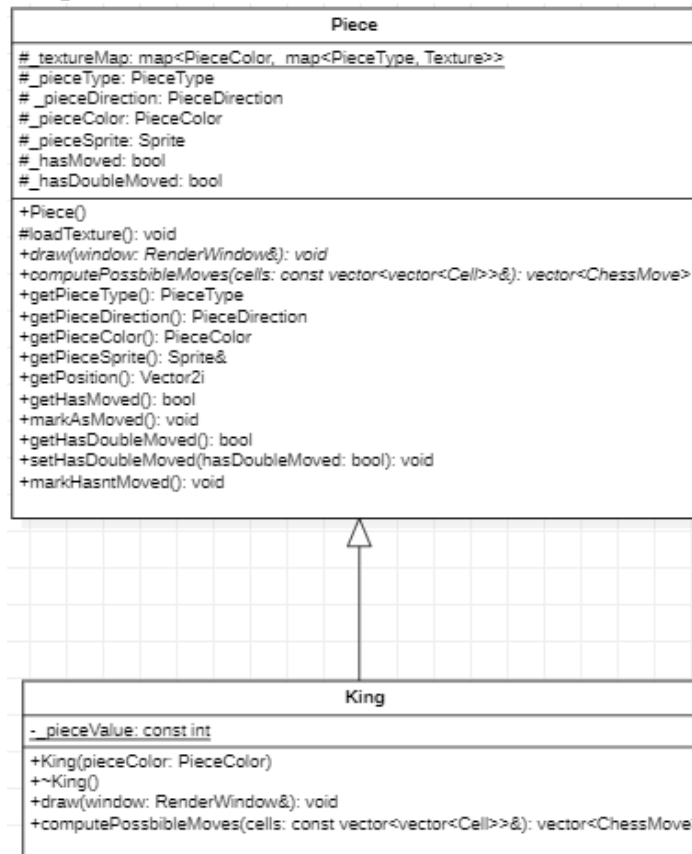 Piece
#_textureMap: map<PieceColor, map<PieceType, Texture>>
#_pieceType: PieceType
# _pieceDirection: PieceDirection
#_pieceColor: PieceColor
#_pieceSprite: Sprite
#_hasMoved: bool
#_hasDoubleMoved: bool
+Piece()
#loadTexture(): void
+draw(window: RenderWindow&): void
+computePossbibleMoves(cells: const vector<vector<Cell>>&): vector<ChessMove>
+getPieceType(): PieceType
+getPieceDirection(): PieceDirection
+getPieceColor(): PieceColor
+getPieceSprite(): Sprite&
+getPosition(): Vector2i
+getHasMoved(): bool
+markAsMoved(): void
+getHasDoubleMoved(): bool
+setHasDoubleMoved(hasDoubleMoved: bool): void
+markHasntMoved(): void
King
-_pieceValue: const int
+King(pieceColor: PieceColor)
+~King()
+draw(window: RenderWindow&): void
+computePossbibleMoves(cells: const vector<vector<Cell>>&): vector<ChessMove